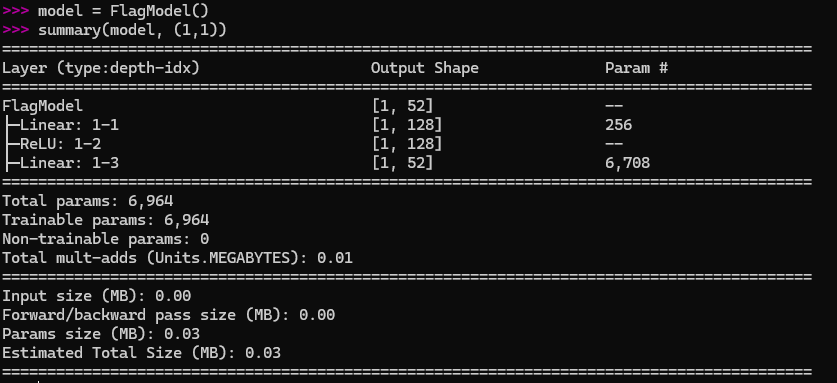 >>> model = FlagModel()
>>> summary(model, (1,1))
==========================================================================================
Layer (type:depth-idx)                   Output Shape              Param #
==========================================================================================
FlagModel                                [1, 52]                   --
├─Linear: 1-1                            [1, 128]                  256
├─ReLU: 1-2                              [1, 128]                  --
├─Linear: 1-3                            [1, 52]                   6,708
==========================================================================================
Total params: 6,964
Trainable params: 6,964
Non-trainable params: 0
Total mult-adds (Units.MEGABYTES): 0.01
==========================================================================================
Input size (MB): 0.00
Forward/backward pass size (MB): 0.00
Params size (MB): 0.03
Estimated Total Size (MB): 0.03
==========================================================================================